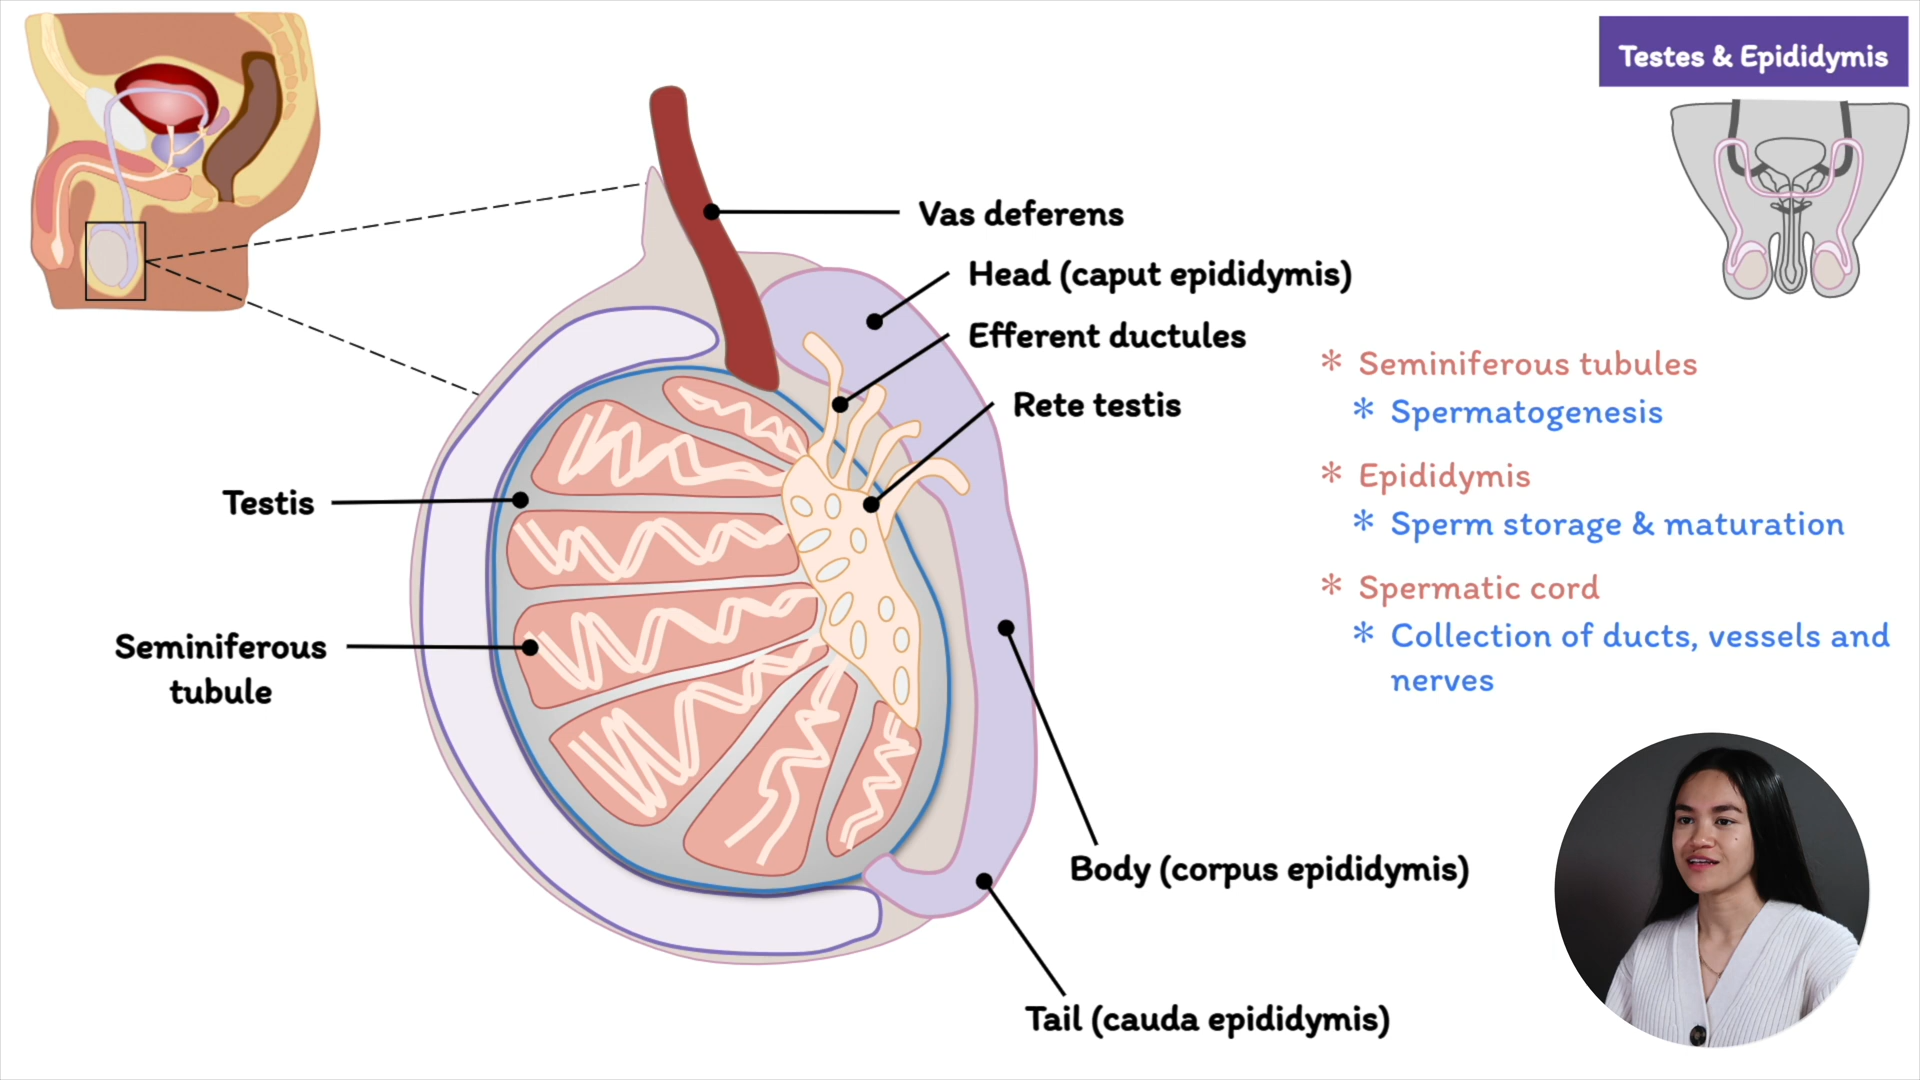 Testes & Epididymis
Vas deferens
Head (caput epididymis)
Efferent ductules
Rete testis
Testis
Seminiferous
tubule
Body (corpus epididymis)
Tail (cauda epididymis)
* Seminiferous tubules
* Spermatogenesis
* Epididymis
* Sperm storage & maturation
* Spermatic cord
* Collection of ducts, vessels and
nerves